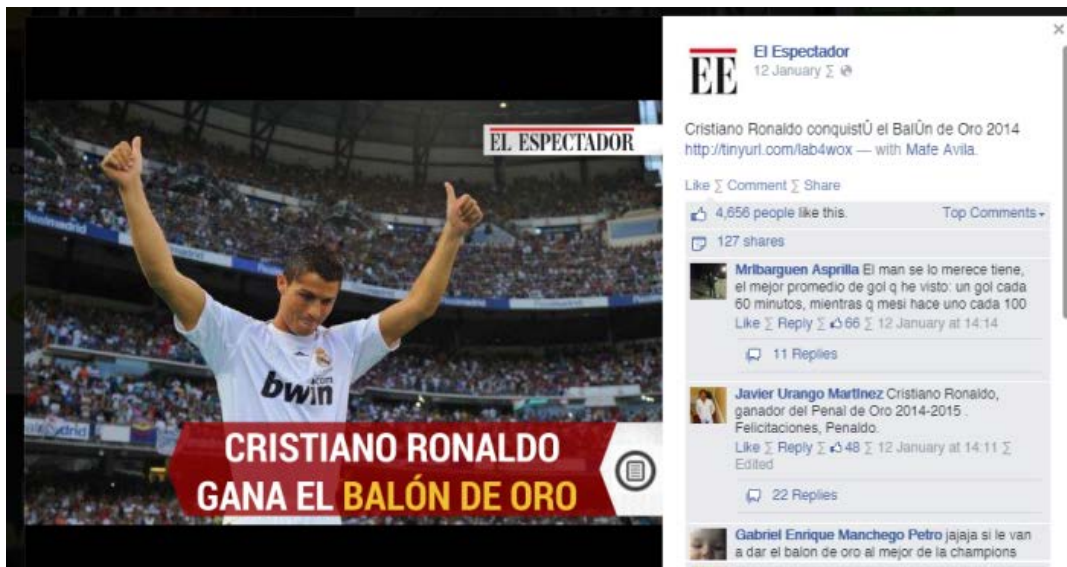 EL ESPECTADOR
bwin
.com
CRISTIANO RONALDO
GANA EL BALÓN DE ORO
EE
El Espectador
12 January ∑
Cristiano Ronaldo conquistÛ el BalÛn de Oro 2014
http://tinyurl.com/lab4wox — with Mafe Avila.
Like ∑ Comment ∑ Share
4,656 people like this.
Top Comments
127 shares
MrIbarguen Asprilla El man se lo merece tiene,
el mejor promedio de gol q he visto: un gol cada
60 minutos, mientras q mesi hace uno cada 100
Like ∑ Reply ∑ 66 ∑ 12 January at 14:14
11 Replies
Javier Urango MartInez Cristiano Ronaldo,
ganador del Penal de Oro 2014-2015 .
Felicitaciones, Penaldo.
Like ∑ Reply ∑ 48 ∑ 12 January at 14:11 ∑
Edited
22 Replies
Gabriel Enrique Manchego Petro jajaja si le van
a dar el balon de oro al mejor de la champions